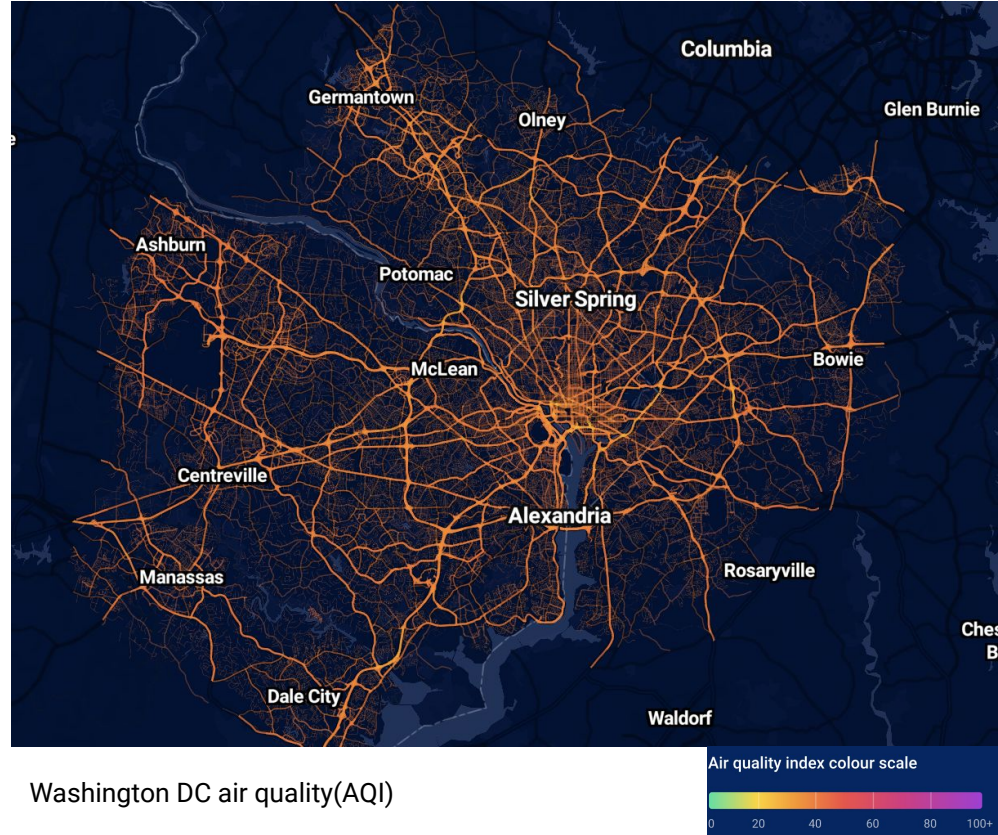 Columbia
Germantown
Glen Burnie
Olney
e
Ashburn
Potomac
Silver Spring
McLean
Bowie
Centreville
Alexandria
Manassas
Rosaryville
Ches
B
Dale City
Waldorf
Air quality index colour scale
Washington DC air quality(AQI)
0 20 40 60 80 100+